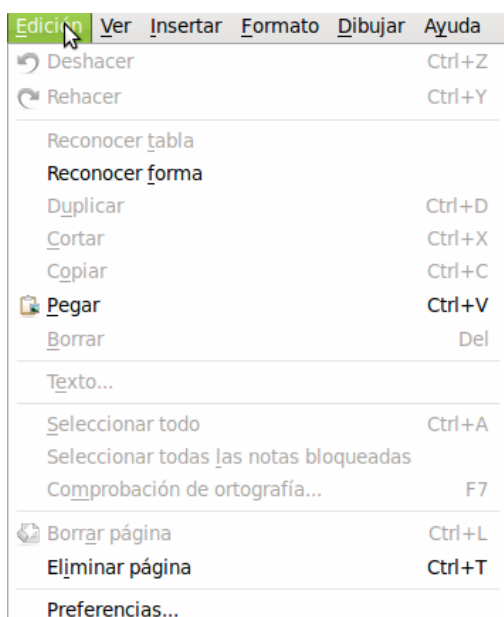 Edición Ver Insertar Formato Dibujar Ayuda
Deshacer Ctrl+Z
Rehacer Ctrl+Y
Reconocer tabla
Reconocer forma
Duplicar Ctrl+D
Cortar Ctrl+X
Copiar Ctrl+C
Pegar Ctrl+V
Borrar Del
Texto...
Seleccionar todo Ctrl+A
Seleccionar todas las notas bloqueadas
Comprobación de ortografía... F7
Borrar página Ctrl+L
Eliminar página Ctrl+T
Preferencias...